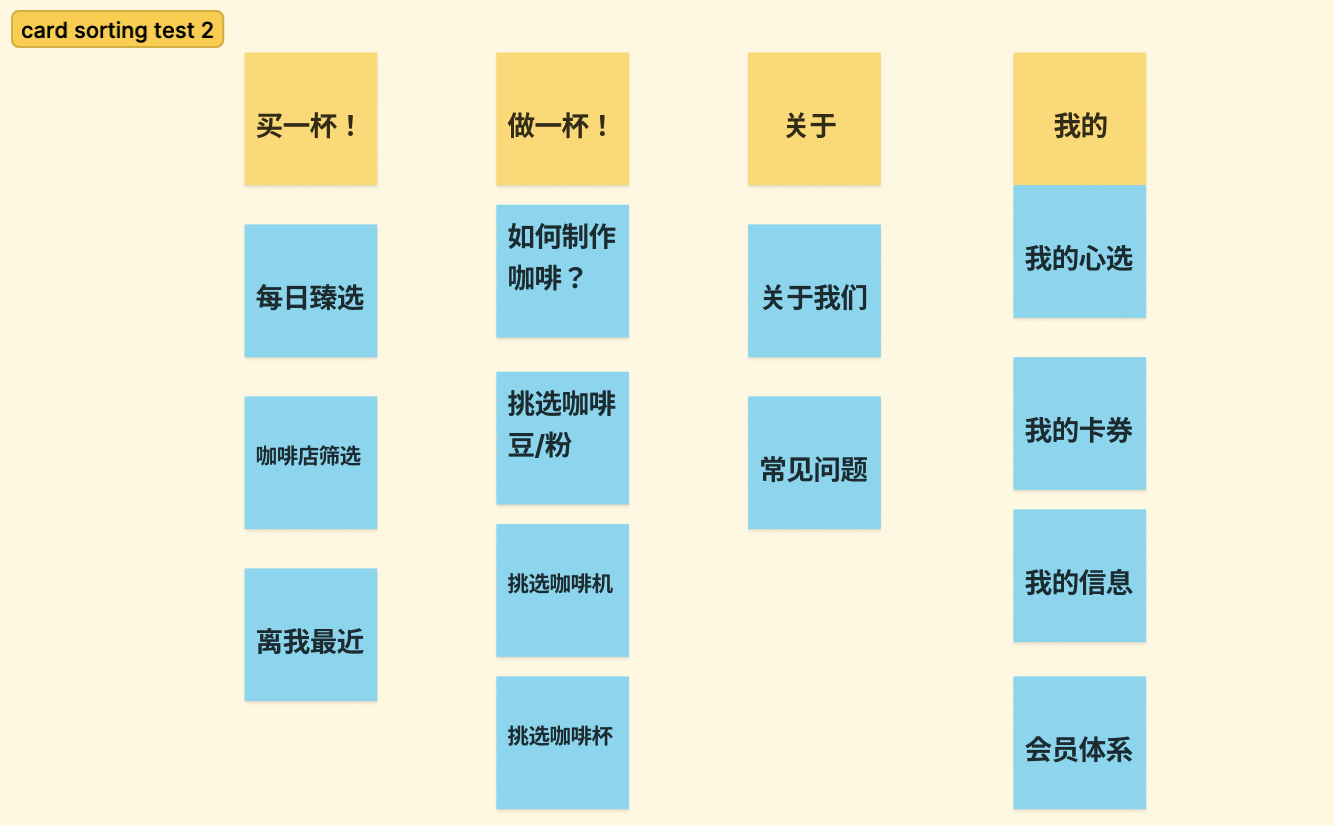 card sorting test 2
买一杯！
做一杯！
关于
我的
每日臻选
咖啡店筛选
离我最近
如何制作
咖啡？
挑选咖啡
豆/粉
挑选咖啡机
挑选咖啡杯
关于我们
常见问题
我的心选
我的卡券
我的信息
会员体系